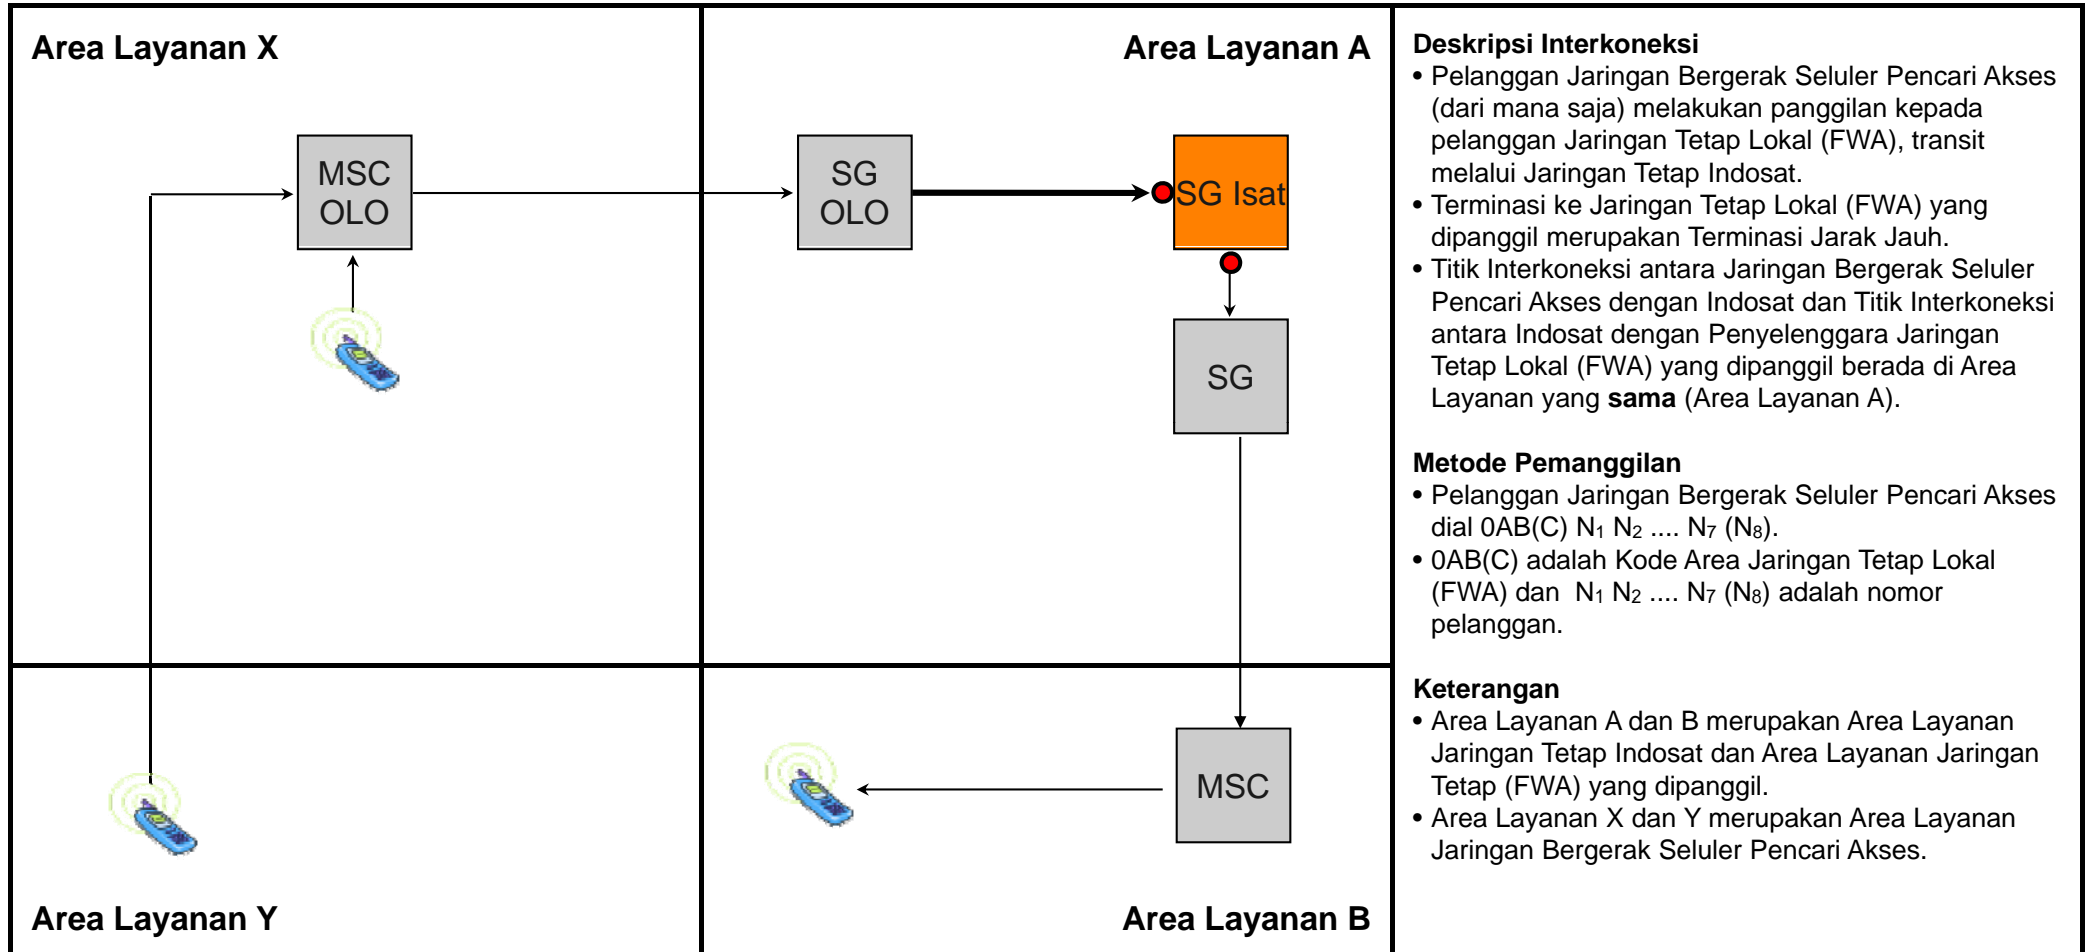 Area Layanan X
Area Layanan A
MSC
OLO
SG
OLO
SG Isat
SG
MSC
Area Layanan Y
Area Layanan B
Deskripsi Interkoneksi
• Pelanggan Jaringan Bergerak Seluler Pencari Akses
(dari mana saja) melakukan panggilan kepada
pelanggan Jaringan Tetap Lokal (FWA), transit
melalui Jaringan Tetap Indosat.
• Terminasi ke Jaringan Tetap Lokal (FWA) yang
dipanggil merupakan Terminasi Jarak Jauh.
• Titik Interkoneksi antara Jaringan Bergerak Seluler
Pencari Akses dengan Indosat dan Titik Interkoneksi
antara Indosat dengan Penyelenggara Jaringan
Tetap Lokal (FWA) yang dipanggil berada di Area
Layanan yang sama (Area Layanan A).
Metode Pemanggilan
• Pelanggan Jaringan Bergerak Seluler Pencari Akses
dial 0AB(C) N₁ N₂ .... N₇ (N₈).
• 0AB(C) adalah Kode Area Jaringan Tetap Lokal
(FWA) dan N₁ N₂ .... N₇ (N₈) adalah nomor
pelanggan.
Keterangan
• Area Layanan A dan B merupakan Area Layanan
Jaringan Tetap Indosat dan Area Layanan Jaringan
Tetap (FWA) yang dipanggil.
• Area Layanan X dan Y merupakan Area Layanan
Jaringan Bergerak Seluler Pencari Akses.